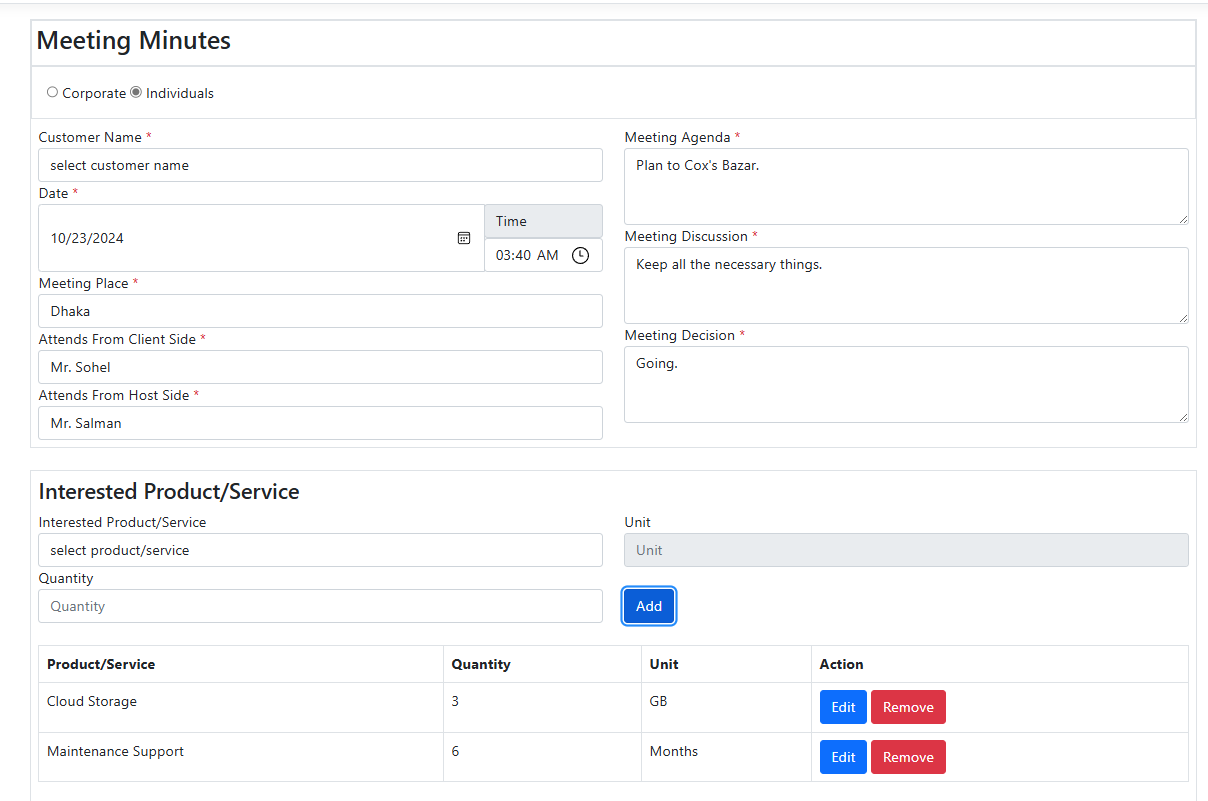 Meeting Minutes
Corporate Individuals
Customer Name *
select customer name
Date *
10/23/2024
Time
03:40 AM
Meeting Place *
Dhaka
Attends From Client Side *
Mr. Sohel
Attends From Host Side *
Mr. Salman
Meeting Agenda *
Plan to Cox's Bazar.
Meeting Discussion *
Keep all the necessary things.
Meeting Decision *
Going.
Interested Product/Service
Interested Product/Service
select product/service
Unit
Unit
Quantity
Quantity
Add
Product/Service Quantity Unit Action
Cloud Storage 3 GB Edit Remove
Maintenance Support 6 Months Edit Remove